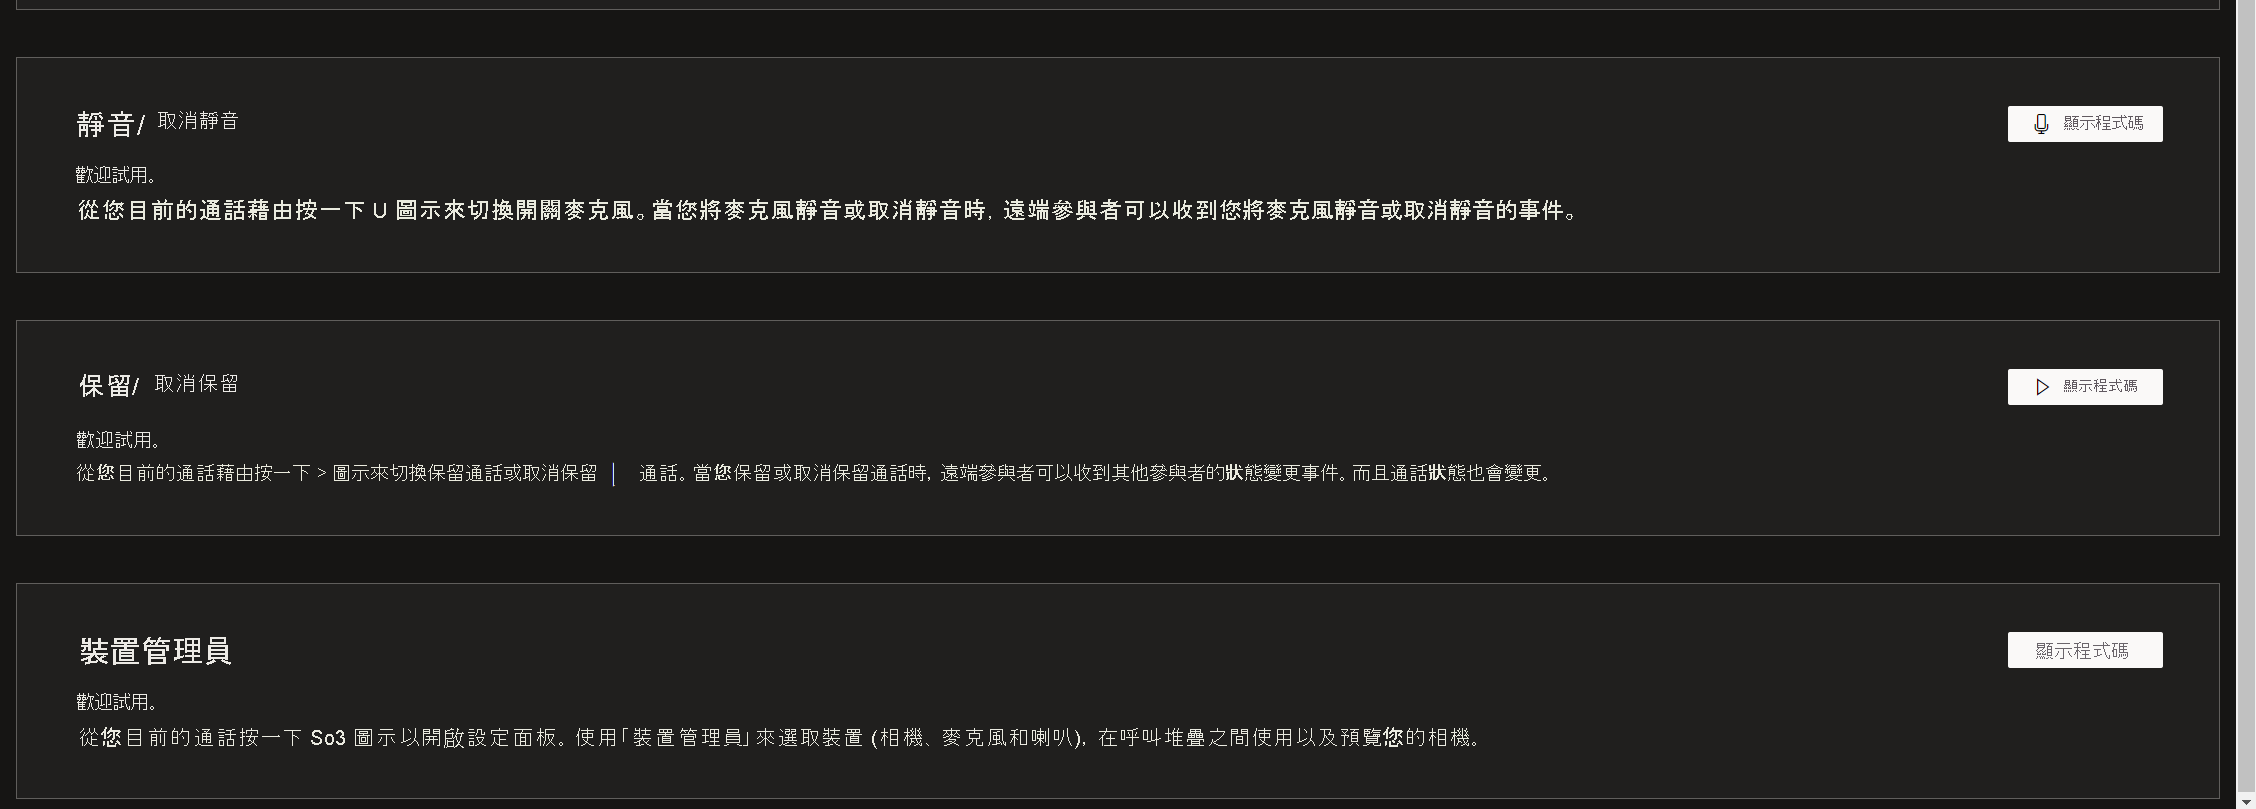 靜音/ 取消靜音
顯示程式碼
歡迎試用。
從您目前的通話藉由按一下 U 圖示來切換開關麥克風。當您將麥克風靜音或取消靜音時, 遠端參與者可以收到您將麥克風靜音或取消靜音的事件。
保留/ 取消保留
顯示程式碼
歡迎試用。
從您目前的通話藉由按一下 > 圖示來切換保留通話或取消保留 | 通話。當您保留或取消保留通話時, 遠端參與者可以收到其他參與者的狀態變更事件。而且通話狀態也會變更。
裝置管理員
顯示程式碼
歡迎試用。
從您目前的通話按一下 So3 圖示以開啟設定面板。使用「裝置管理員」來選取裝置 (相機、麥克風和喇叭), 在呼叫堆疊之間使用以及預覽您的相機。